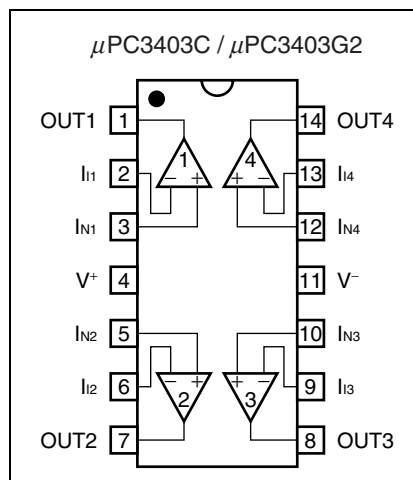 μPC3403C / μPC3403G2
OUT1 1 14 OUT4
1 4
II1 2 13 II4
− + + −
IN1 3 12 IN4
V+ 4 11 V−
IN2 5 10 IN3
− + + −
II2 6 9 II3
2 3
OUT2 7 8 OUT3